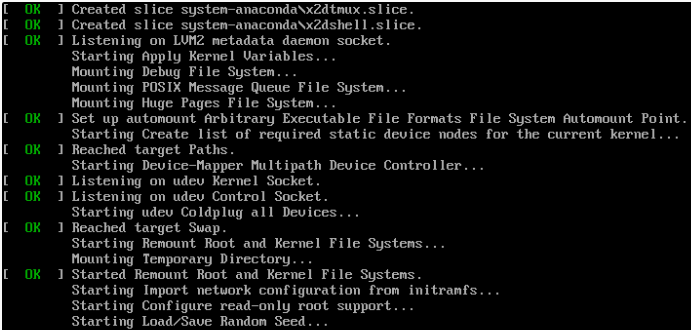 [  OK  ] Created slice system-anaconda\x2dtmux.slice.
[  OK  ] Created slice system-anaconda\x2dshell.slice.
[  OK  ] Listening on LVM2 metadata daemon socket.
         Starting Apply Kernel Variables...
         Mounting Debug File System...
         Mounting POSIX Message Queue File System...
         Mounting Huge Pages File System...
[  OK  ] Set up automount Arbitrary Executable File Formats File System Automount Point.
         Starting Create list of required static device nodes for the current kernel...
[  OK  ] Reached target Paths.
         Starting Device-Mapper Multipath Device Controller...
[  OK  ] Listening on udev Kernel Socket.
[  OK  ] Listening on udev Control Socket.
         Starting udev Coldplug all Devices...
[  OK  ] Reached target Swap.
         Starting Remount Root and Kernel File Systems...
         Mounting Temporary Directory...
[  OK  ] Started Remount Root and Kernel File Systems.
         Starting Import network configuration from initramfs...
         Starting Configure read-only root support...
         Starting Load/Save Random Seed...